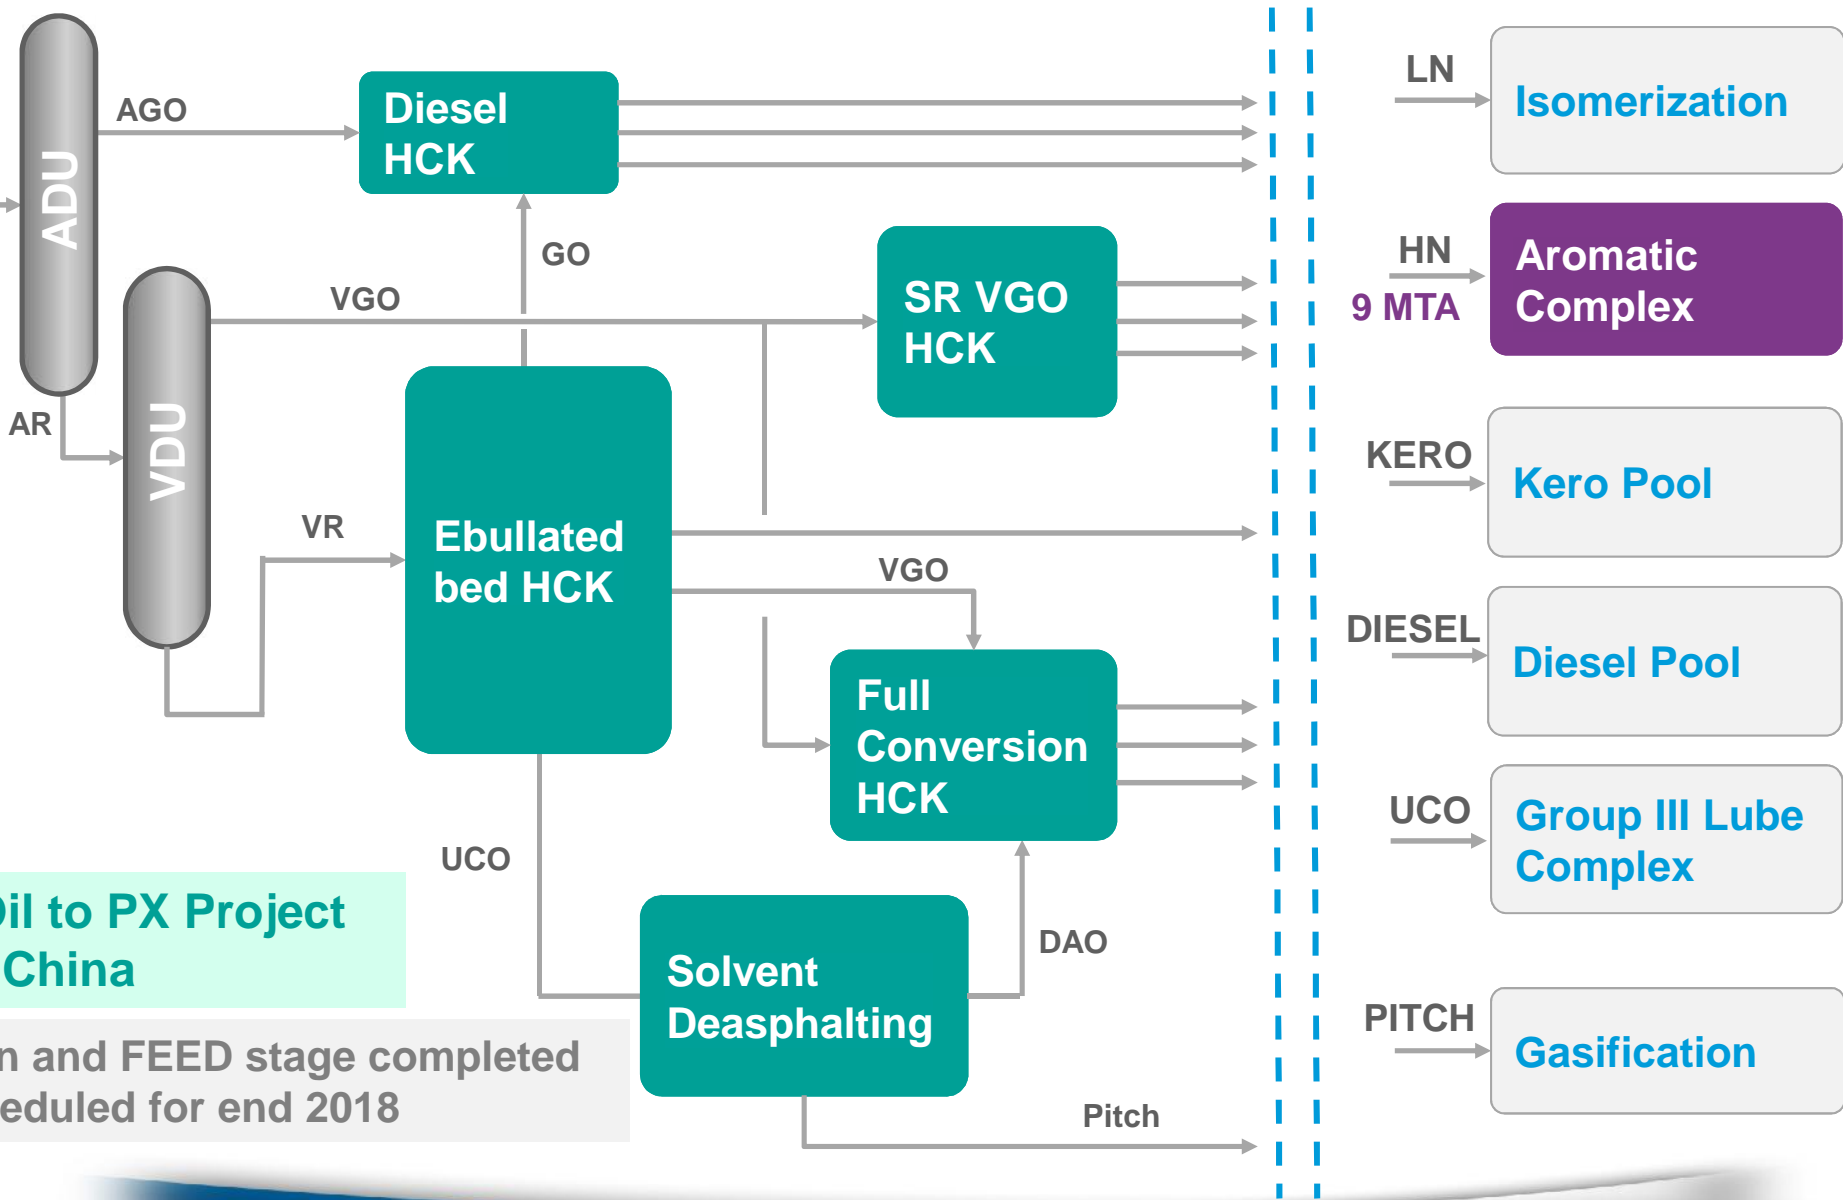 LN
AGO
Diesel
HCK
Isomerization
ADU
GO
HN
9 MTA
Aromatic
Complex
VGO
SR VGO
HCK
AR
VDU
KERO
Kero Pool
VR
Ebullated
bed HCK
VGO
DIESEL
Diesel Pool
Full
Conversion
HCK
UCO
Group III Lube
Complex
UCO
Oil to PX Project
China
DAO
Solvent
Deasphalting
PITCH
Gasification
and FEED stage completed
for end 2018
Pitch